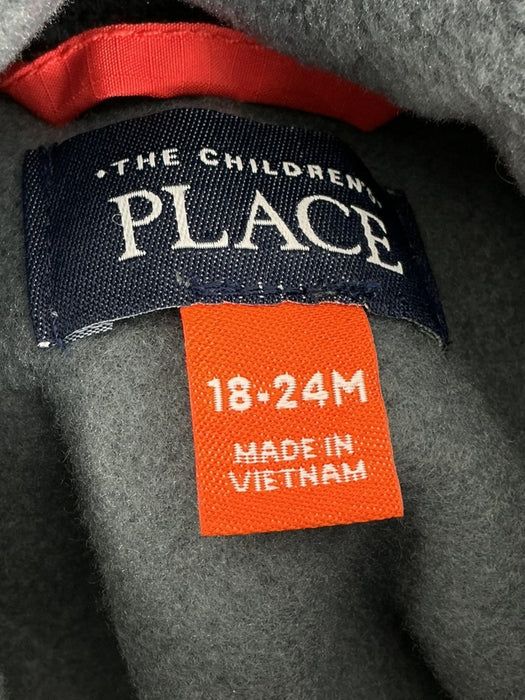 •THE CHILDREN'S
PLACE
18•24M
MADE IN
VIETNAM